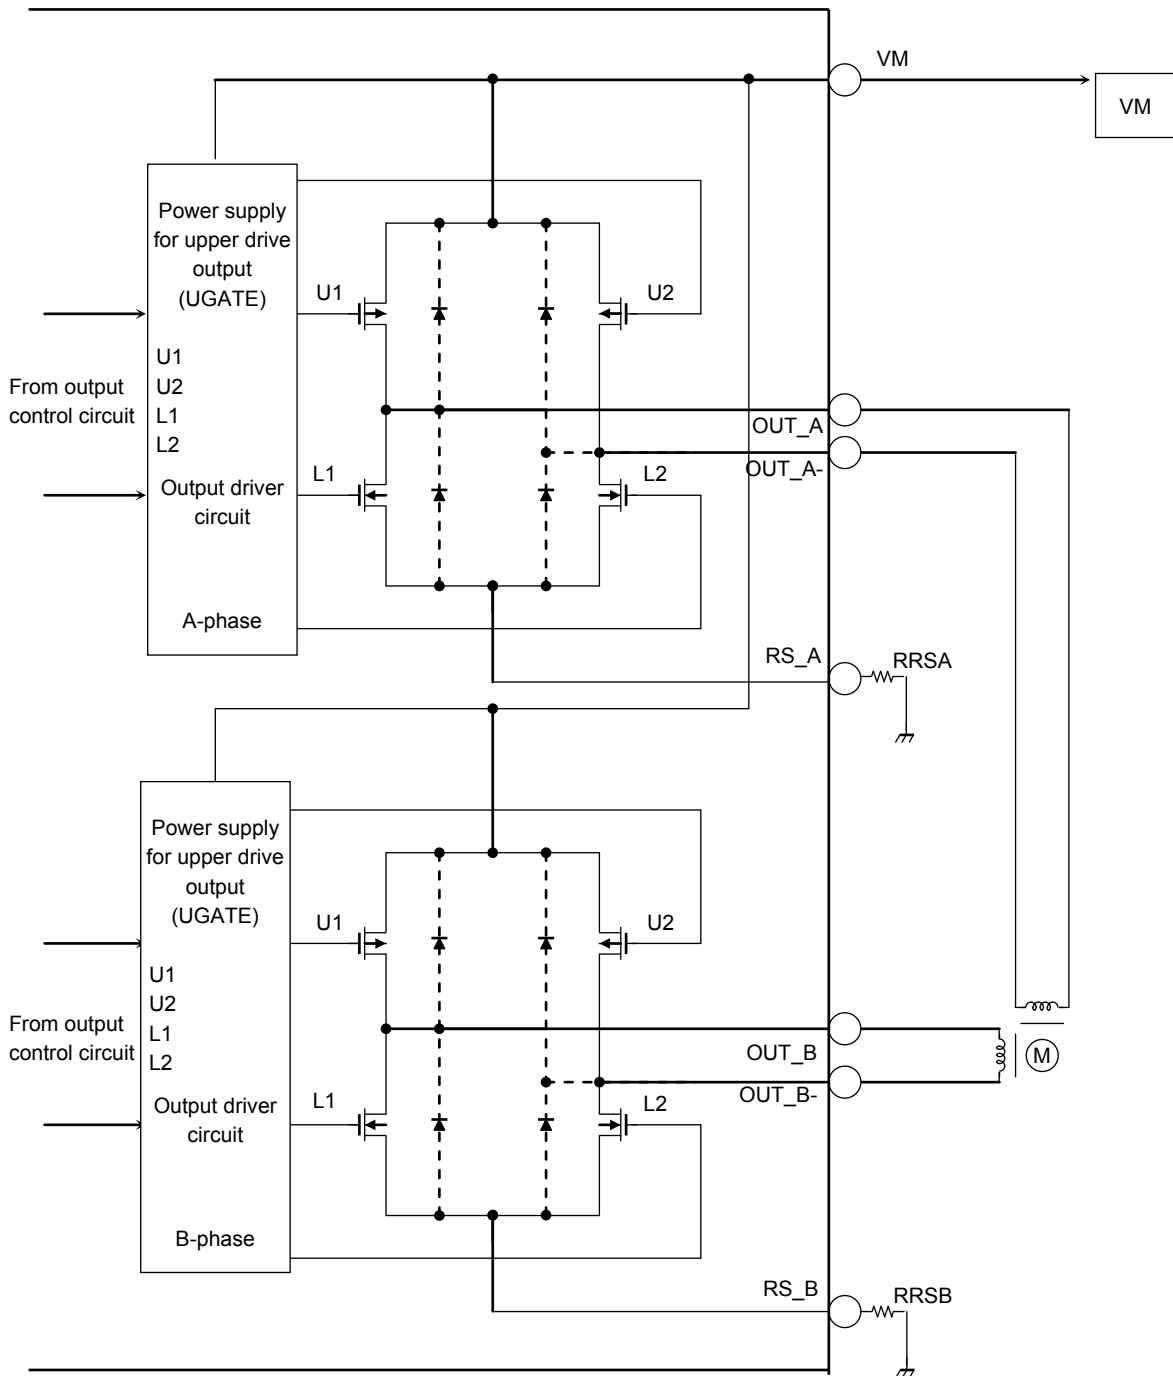 VM
VM
Power supply
for upper drive
output
(UGATE)
U1
U2
U1
U2
L1
L2
From output
control circuit
OUT_A
OUT_A-
L1
L2
Output driver
circuit
A-phase
RS_A
RRSA
Power supply
for upper drive
output
(UGATE)
U1
U2
U1
U2
L1
L2
From output
control circuit
OUT_B
M
OUT_B-
L1
L2
Output driver
circuit
B-phase
RS_B
RRSB